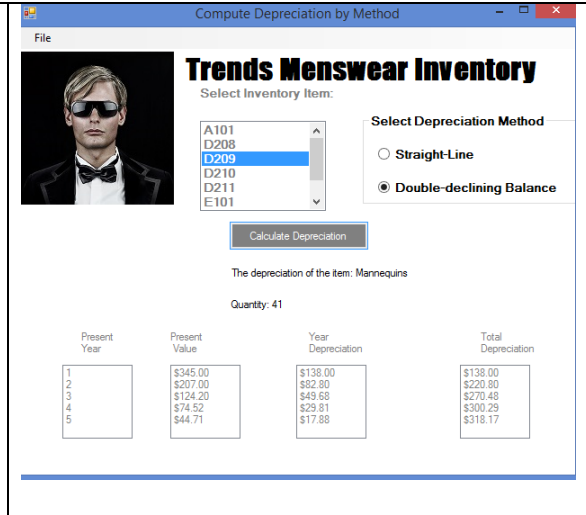 Compute Depreciation by Method
File
Trends Menswear Inventory
Select Inventory Item:
A101
D208
D209
D210
D211
E101
Select Depreciation Method
Straight-Line
Double-declining Balance
Calculate Depreciation
The depreciation of the item: Mannequins
Quantity: 41
Present Year
1
2
3
4
5
Present Value
$345.00
$207.00
$124.20
$74.52
$44.71
Year Depreciation
$138.00
$82.80
$49.68
$29.81
$17.88
Total Depreciation
$138.00
$220.80
$270.48
$300.29
$318.17